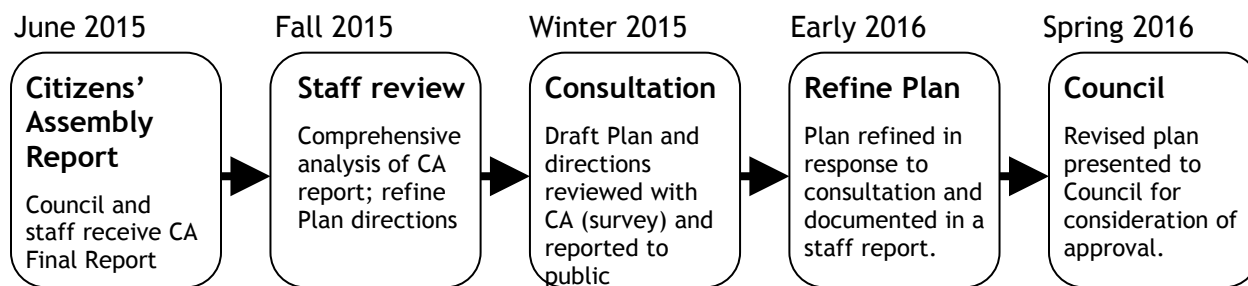 June 2015
Citizens’
Assembly
Report
Council and
staff receive CA
Final Report
Fall 2015
Staff review
Comprehensive
analysis of CA
report; refine
Plan directions
Winter 2015
Consultation
Draft Plan and
directions
reviewed with
CA (survey) and
reported to
public
Early 2016
Refine Plan
Plan refined in
response to
consultation and
documented in a
staff report.
Spring 2016
Council
Revised plan
presented to
Council for
consideration of
approval.